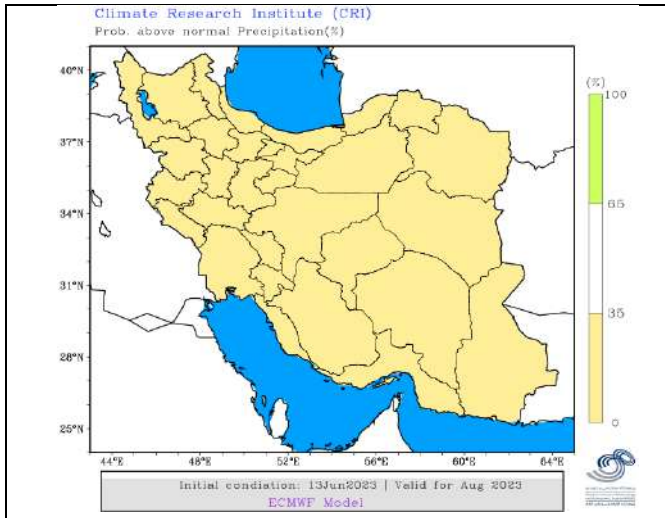 Climate Research Institute (CRI)
Prob. above normal Precipitation(%)
(%)
100
65
35
0
40°N
37°N
34°N
31°N
28°N
25°N
44°E
48°E
52°E
56°E
60°E
64°E
Initial condiation: 13Jun2023 | Valid for Aug 2023
ECMWF Model